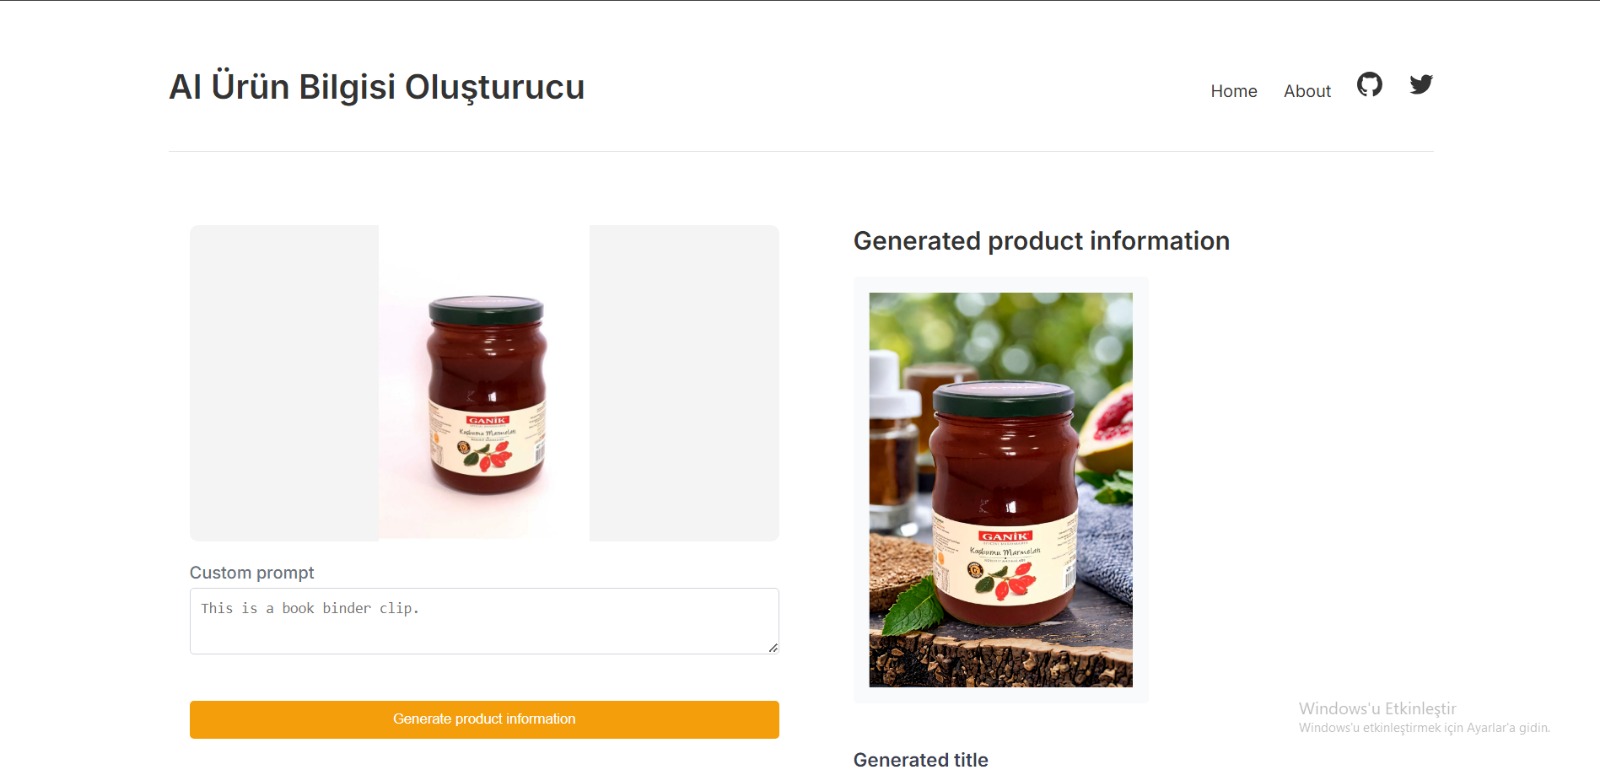 AI Ürün Bilgisi Oluşturucu
Home
About
GANİK
Kuşburnu Marmelatı
Custom prompt
This is a book binder clip.
Generate product information
Generated product information
GANİK
Kuşburnu Marmelatı
Generated title
Windows'u Etkinleştir
Windows'u etkinleştirmek için Ayarlar'a gidin.